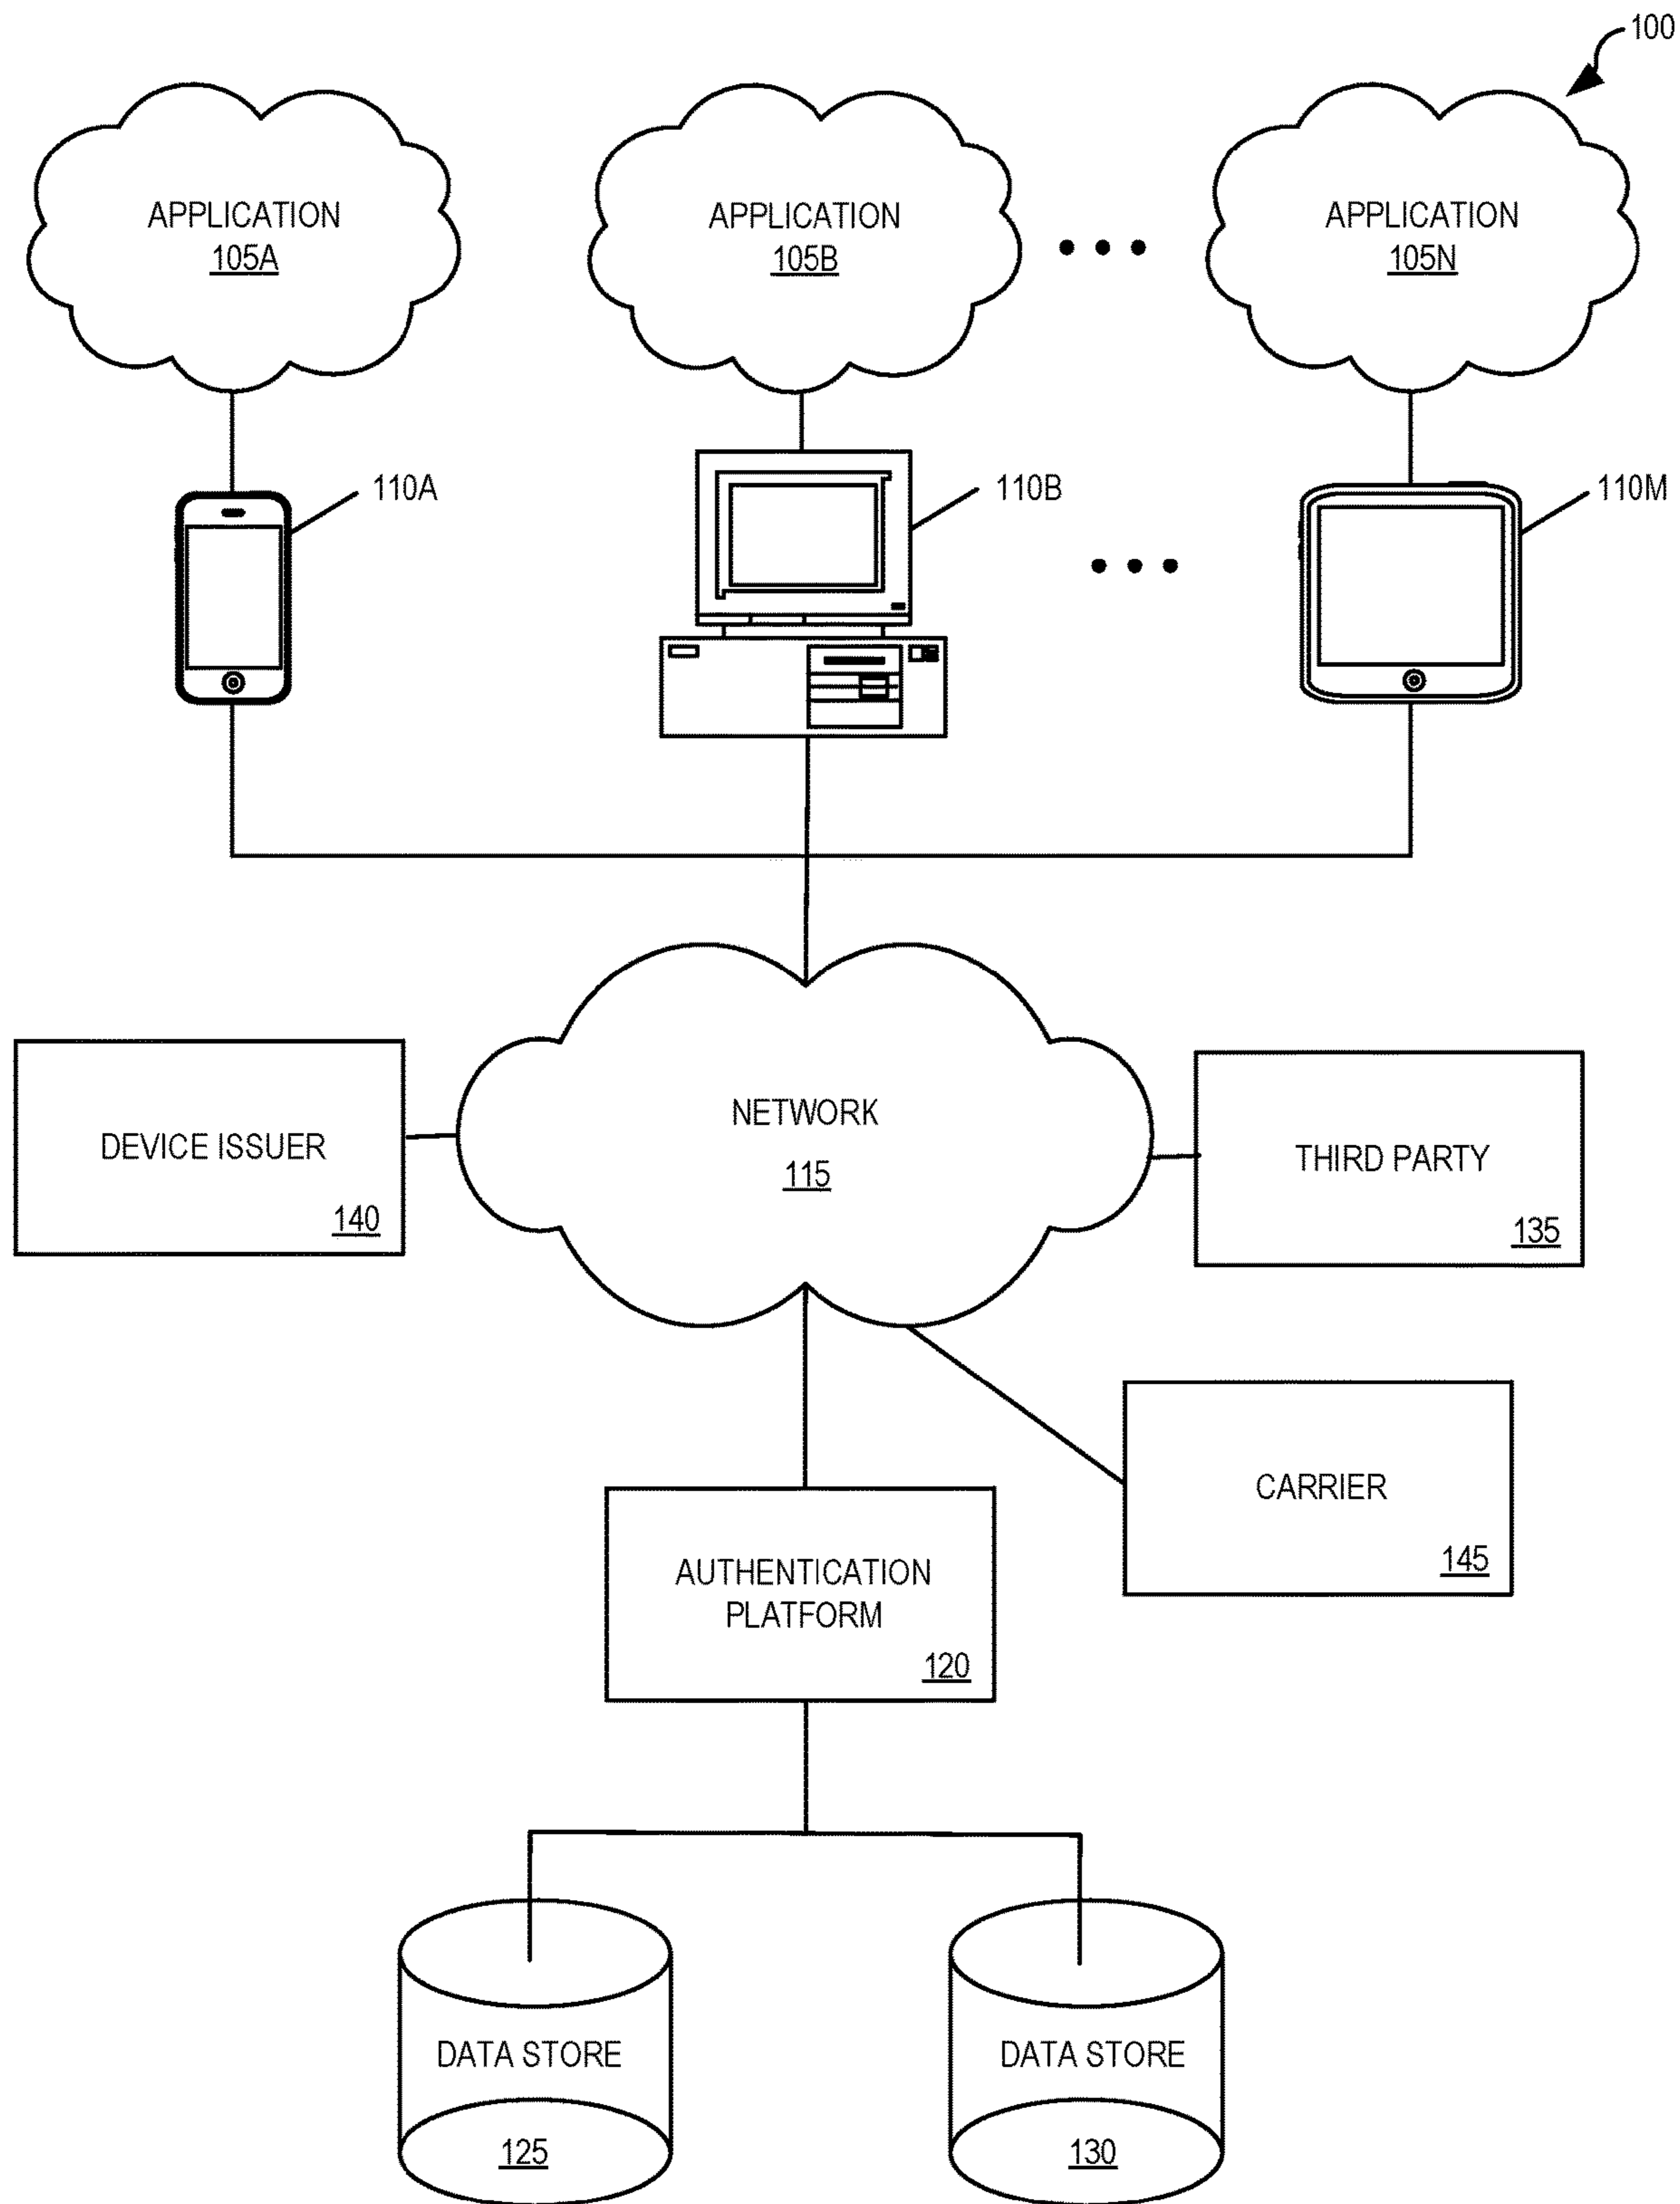 100
APPLICATION
105A
APPLICATION
105B
APPLICATION
105N
110A
110B
110M
NETWORK
115
DEVICE ISSUER
140
THIRD PARTY
135
CARRIER
145
AUTHENTICATION
PLATFORM
120
DATA STORE
125
DATA STORE
130